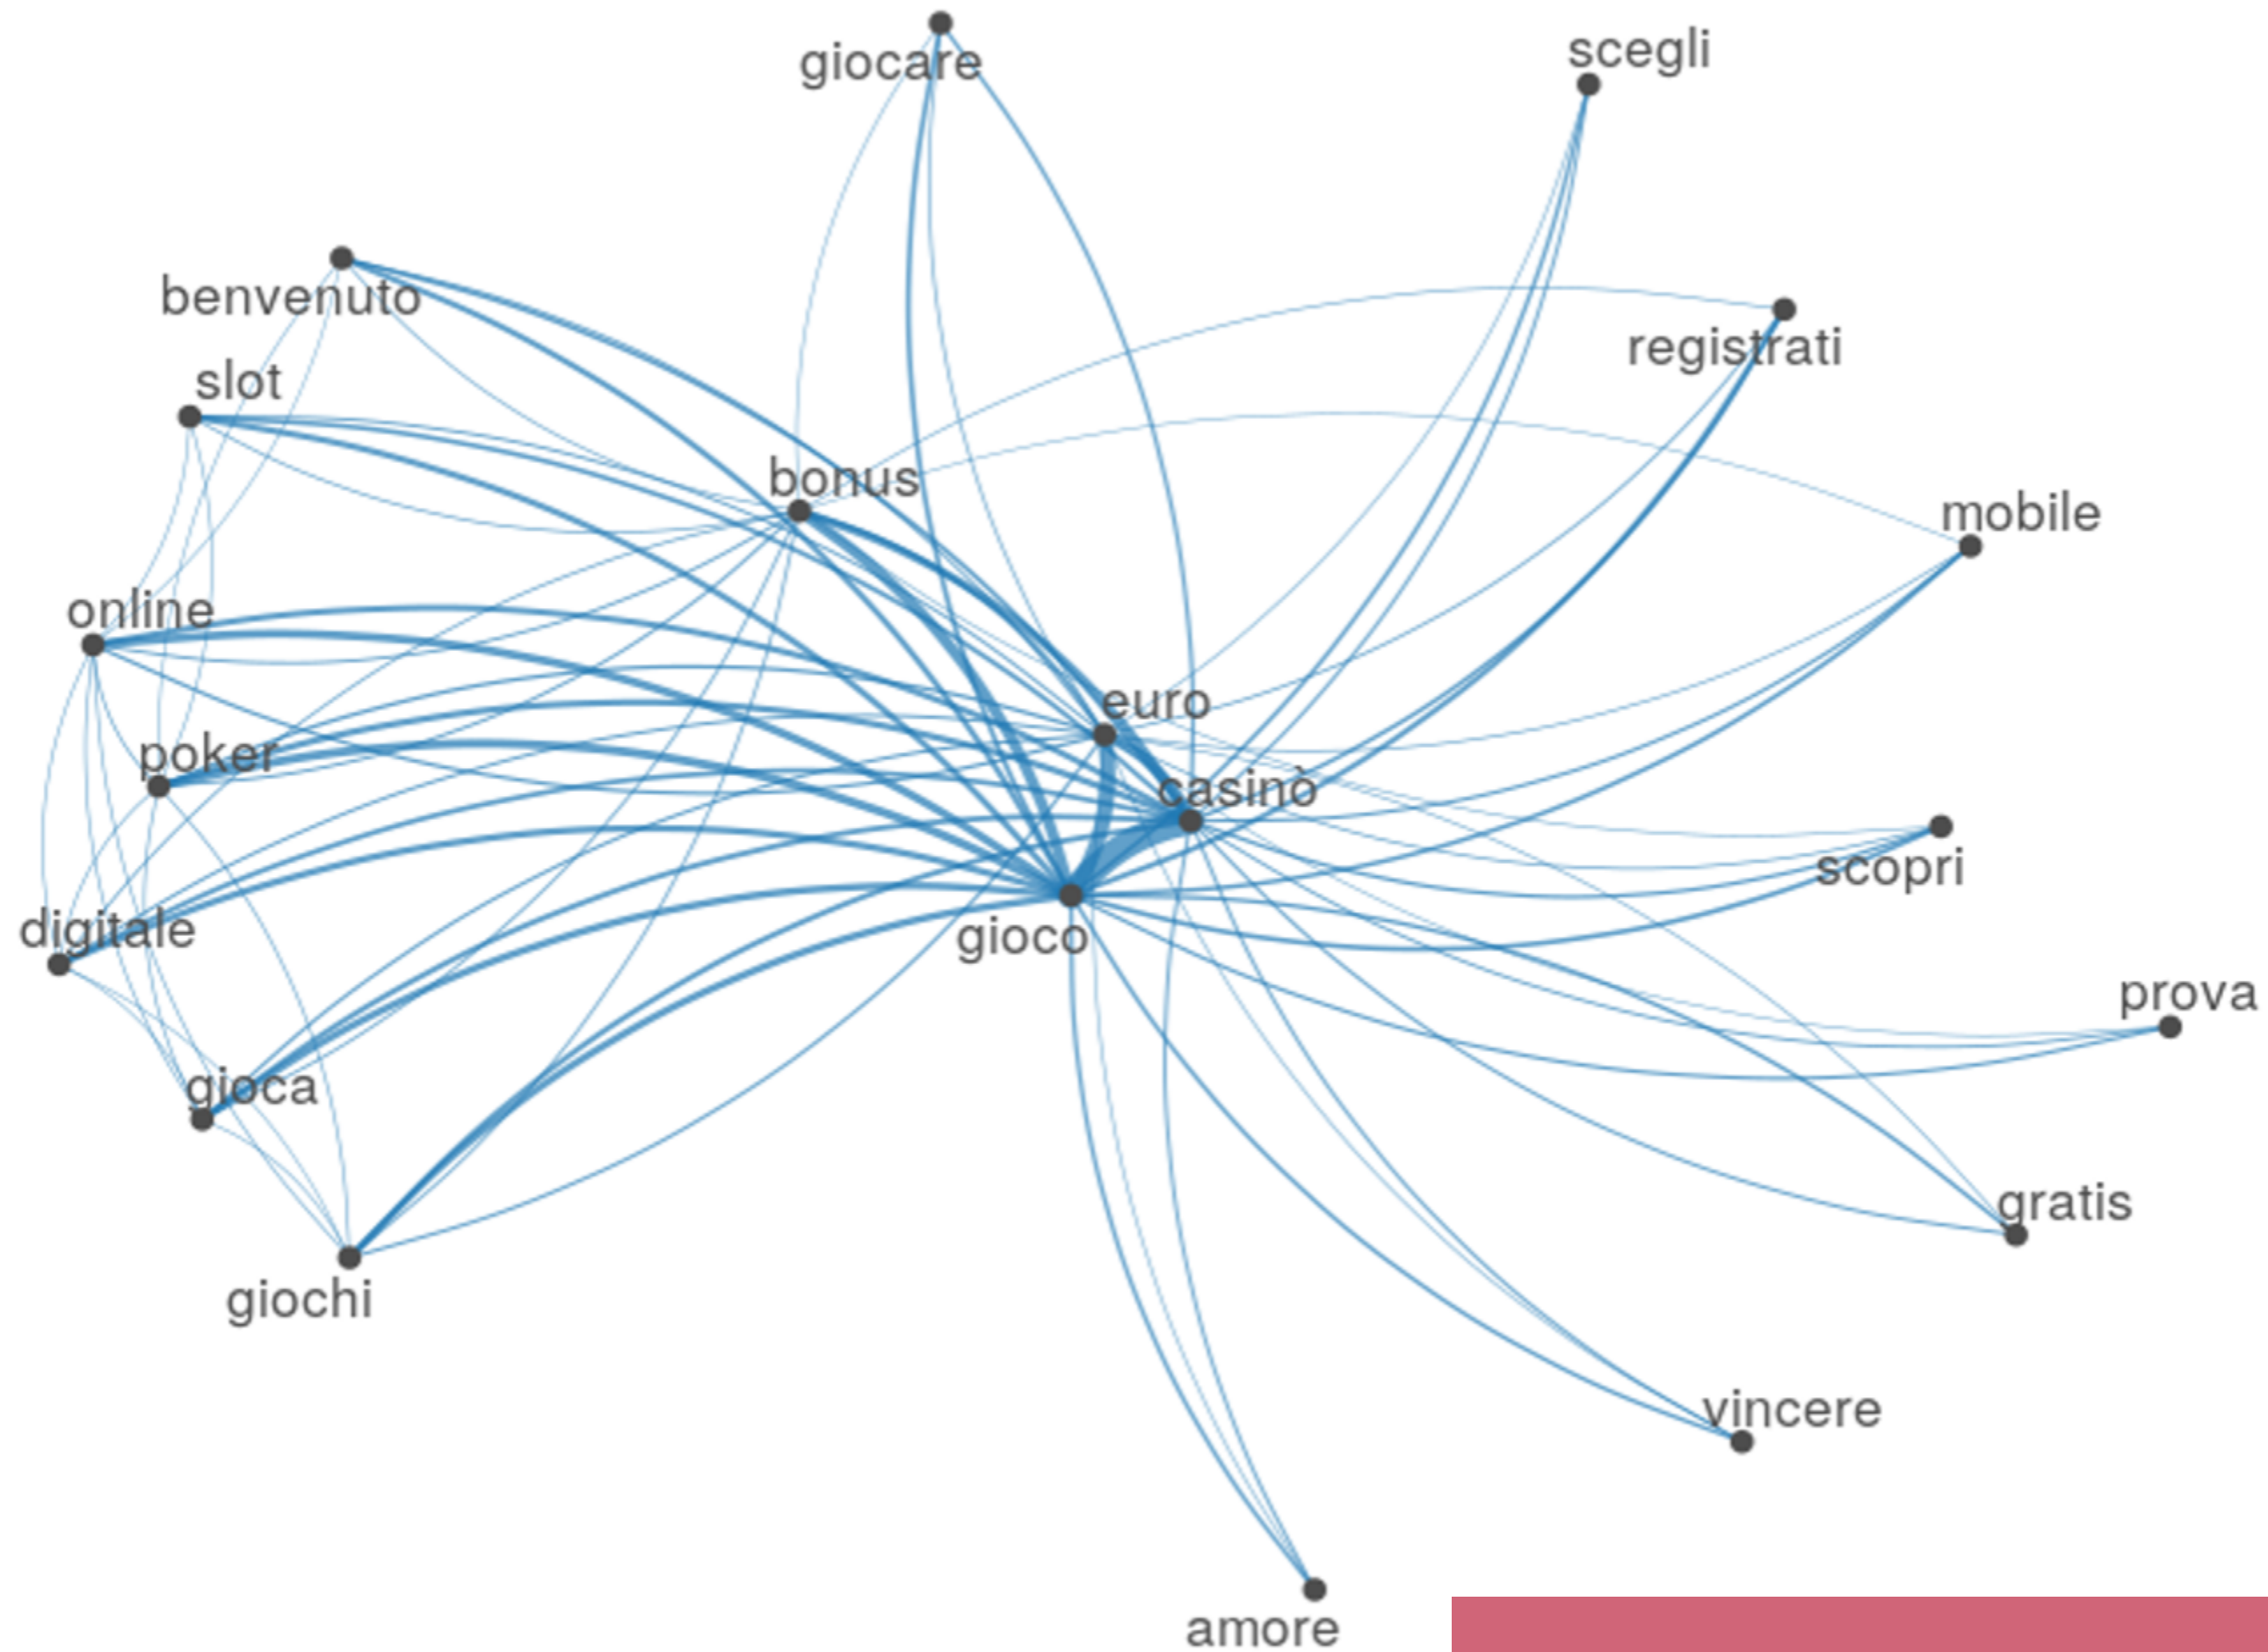 scegli
giocare
benvenuto
registrati
slot
bonus
mobile
online
euro
poker
casinò
scopri
digitale
gioco
prova
gioca
gratis
giochi
vincere
amore